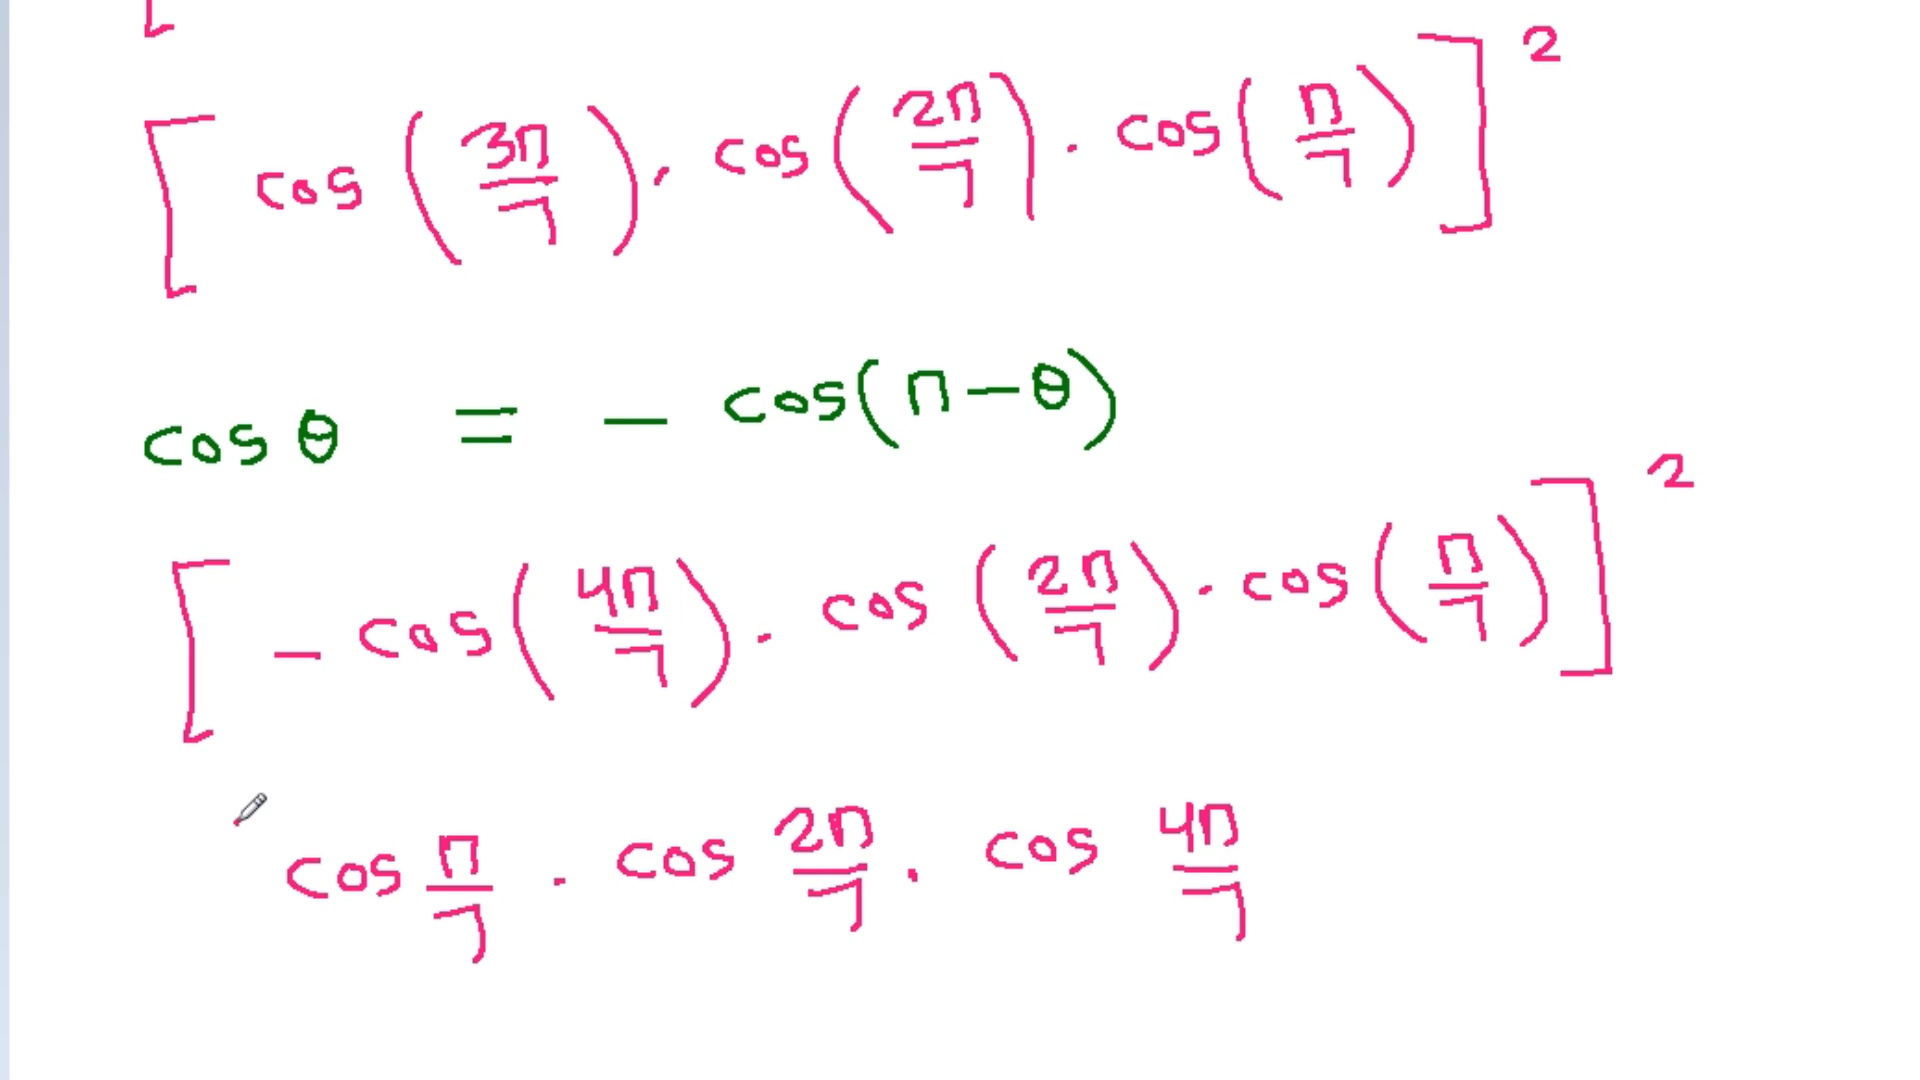 [ cos (3π/7) . cos (2π/7) . cos (π/7) ]²
cos θ = - cos(π - θ)
[ - cos (4π/7) . cos (2π/7) . cos (π/7) ]²
cos π/7 . cos 2π/7 . cos 4π/7